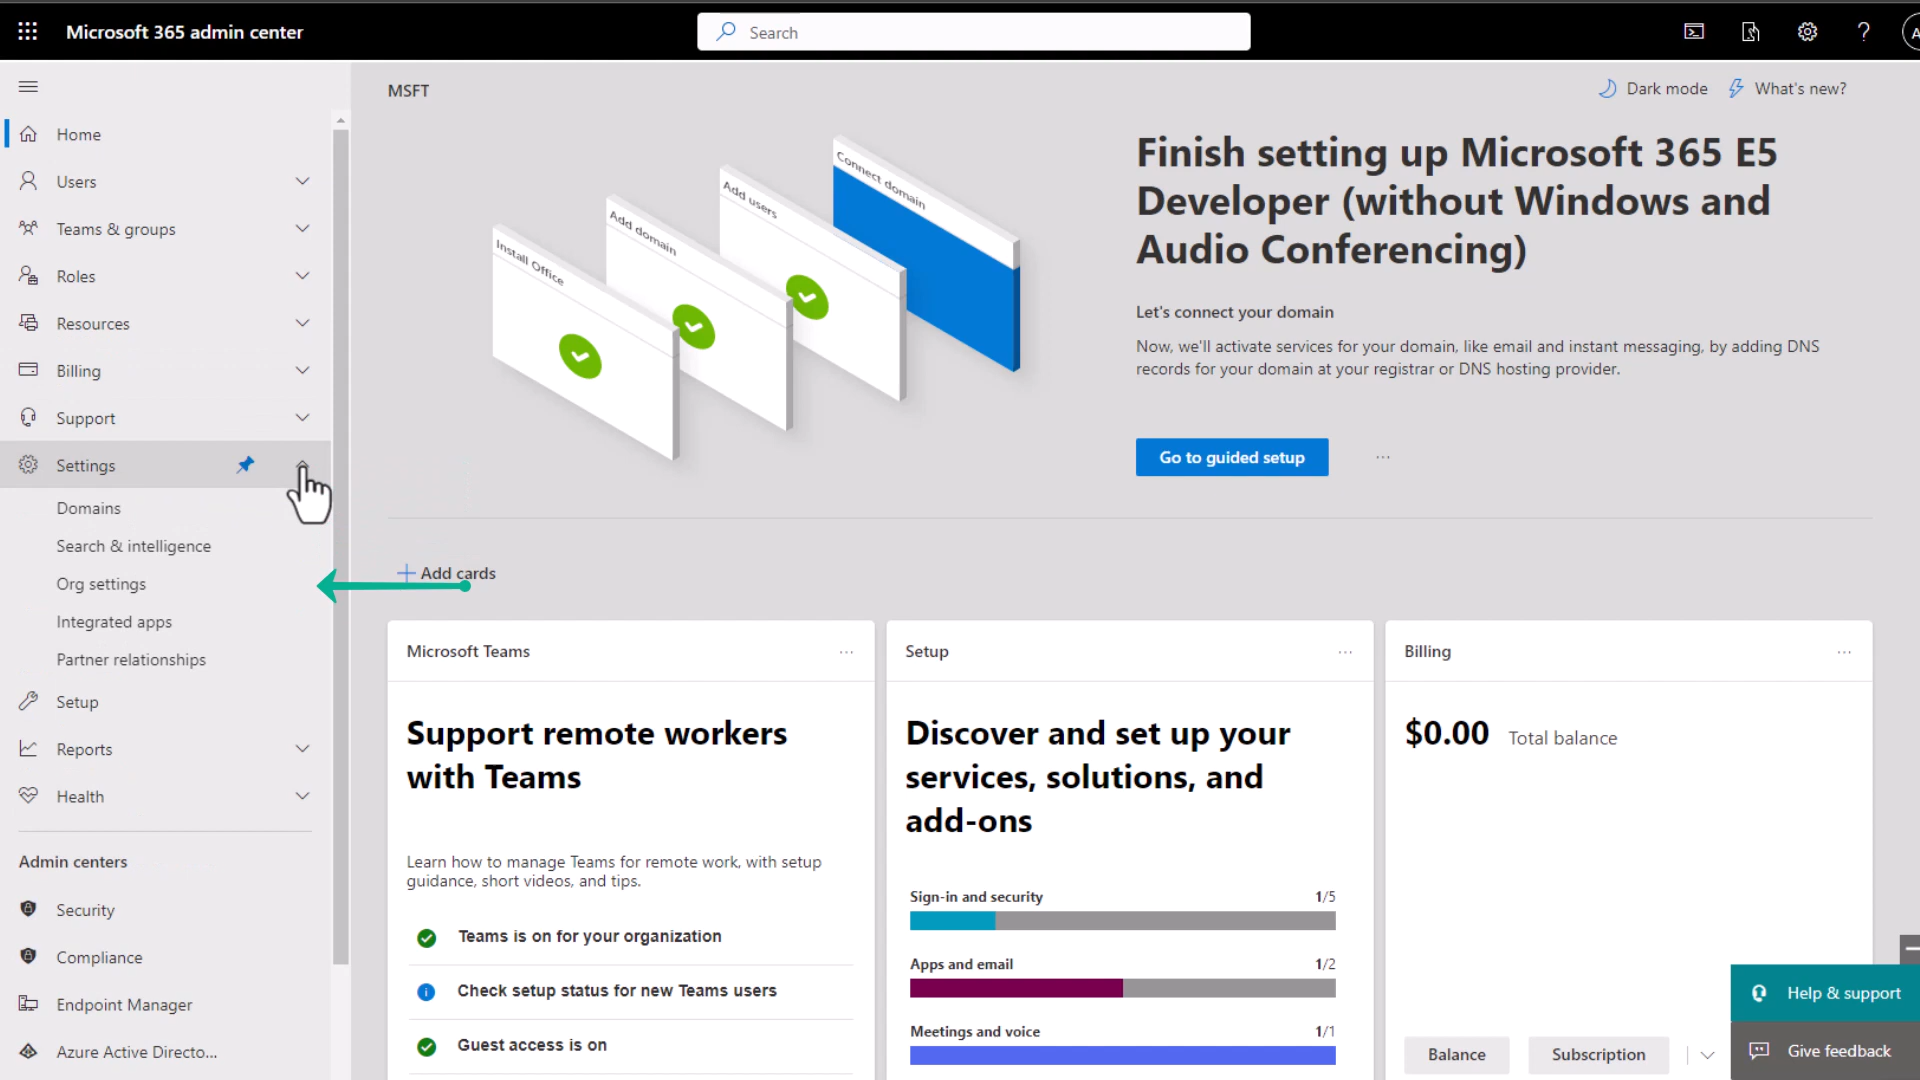 Microsoft 365 admin center
Search
?
A
MSFT
Dark mode
What's new?
Home
Users
Teams & groups
Roles
Resources
Billing
Support
Settings
Domains
Search & intelligence
Org settings
Integrated apps
Partner relationships
Setup
Reports
Health
Admin centers
Security
Compliance
Endpoint Manager
Azure Active Directo...
Install Office
Add domain
Add users
Connect domain
Finish setting up Microsoft 365 E5
Developer (without Windows and
Audio Conferencing)
Let's connect your domain
Now, we'll activate services for your domain, like email and instant messaging, by adding DNS
records for your domain at your registrar or DNS hosting provider.
Go to guided setup
...
Add cards
Microsoft Teams
...
Support remote workers
with Teams
Learn how to manage Teams for remote work, with setup
guidance, short videos, and tips.
Teams is on for your organization
Check setup status for new Teams users
Guest access is on
Setup
...
Discover and set up your
services, solutions, and
add-ons
Sign-in and security 1/5
Apps and email 1/2
Meetings and voice 1/1
Billing
...
$0.00 Total balance
Balance
Subscription
Help & support
Give feedback